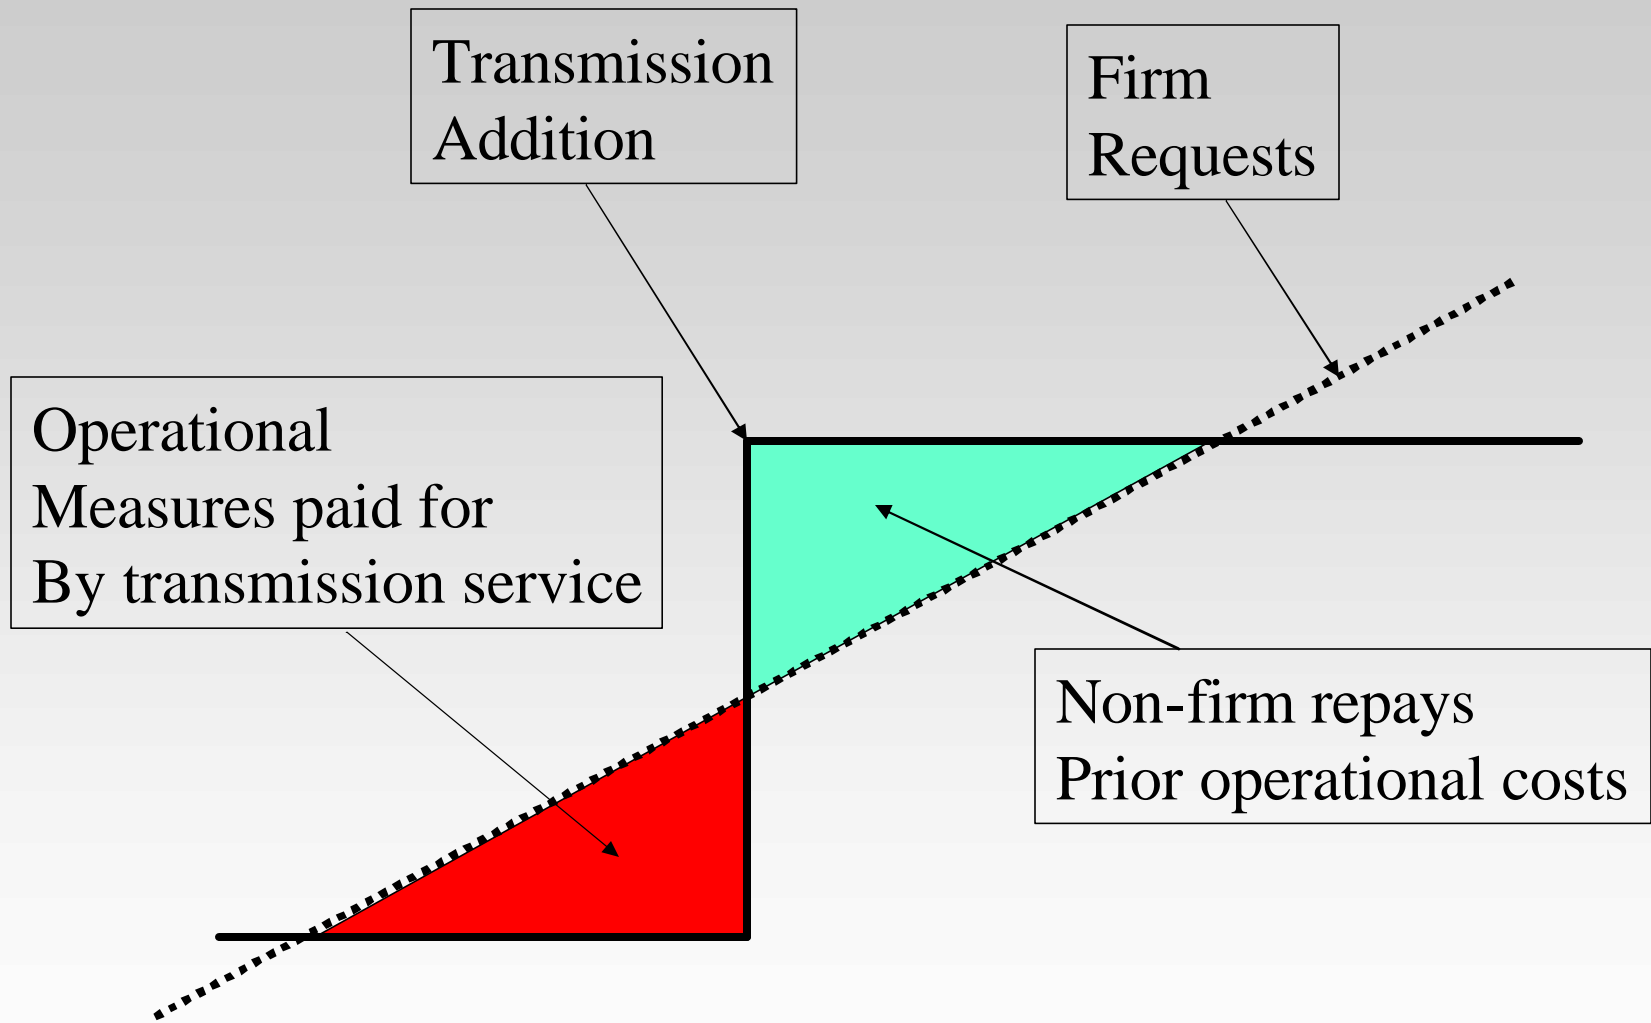 Transmission
Addition
Firm
Requests
Operational
Measures paid for
By transmission service
Non-firm repays
Prior operational costs